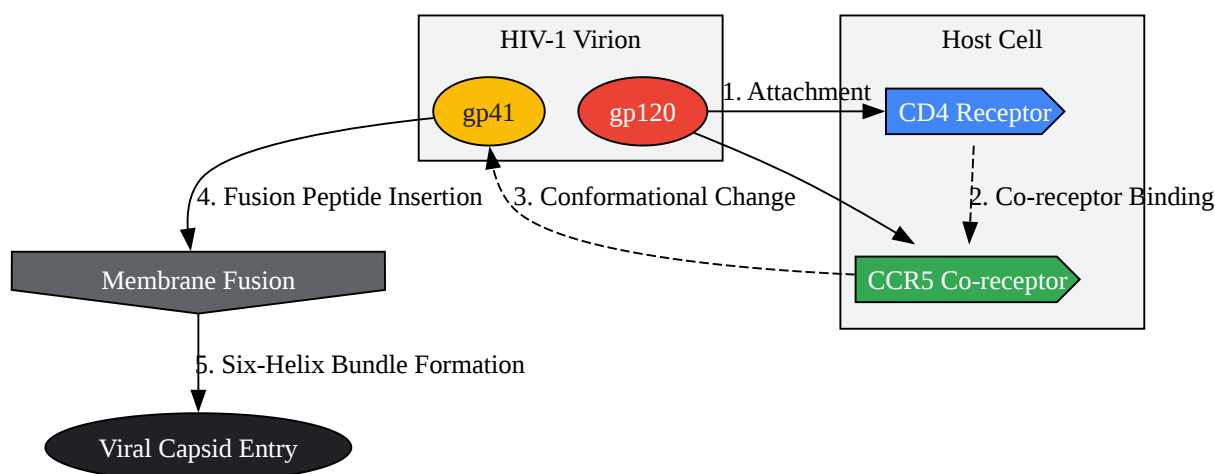 HIV-1 Virion
Host Cell
gp41
gp120
1. Attachment
CD4 Receptor
4. Fusion Peptide Insertion
3. Conformational Change
2. Co-receptor Binding
Membrane Fusion
CCR5 Co-receptor
5. Six-Helix Bundle Formation
Viral Capsid Entry